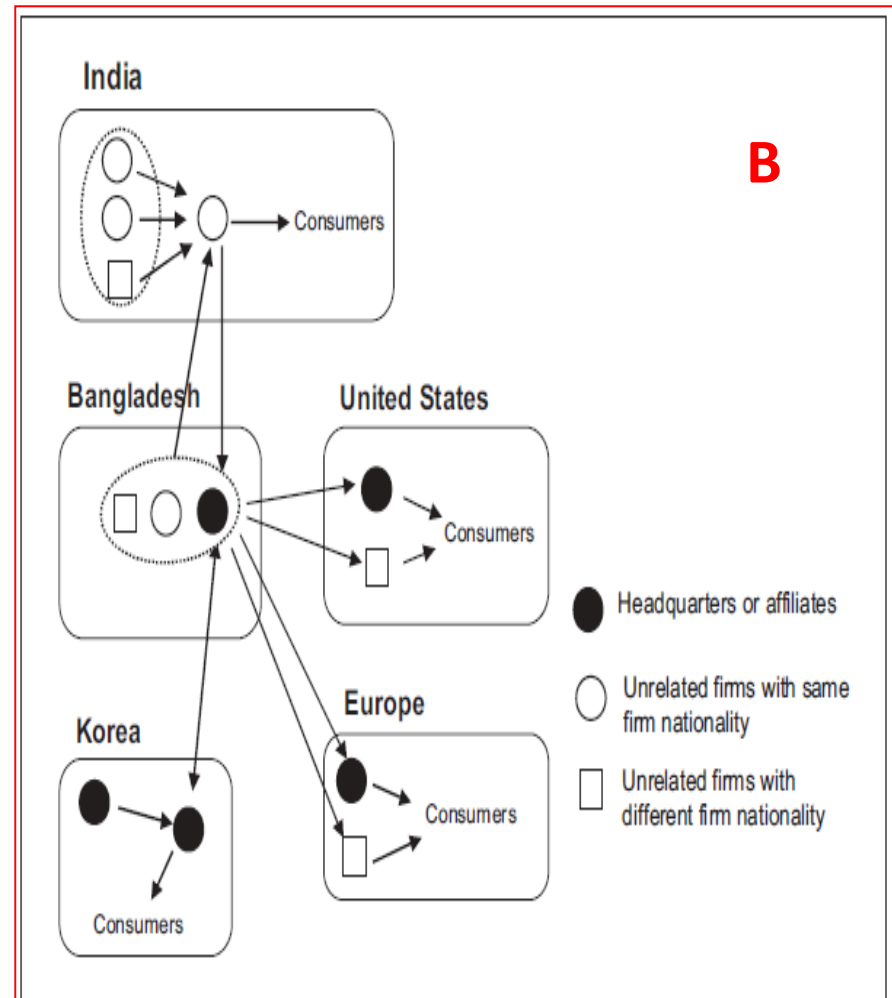 India
B
Consumers
Bangladesh
United States
Consumers
Headquarters or affiliates
Unrelated firms with same
firm nationality
Europe
Korea
Unrelated firms with
different firm nationality
Consumers
Consumers